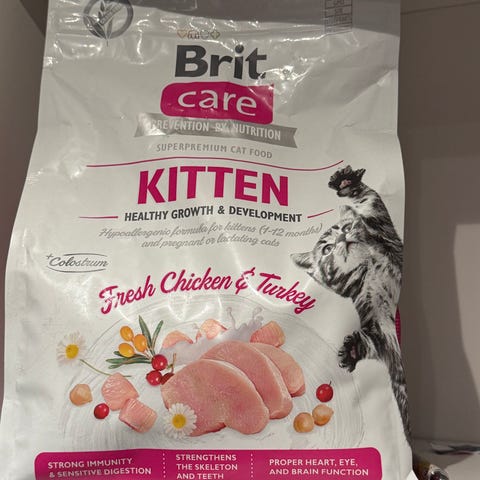 Brit
care
PREVENTION BY NUTRITION
SUPERPREMIUM CAT FOOD
KITTEN
HEALTHY GROWTH & DEVELOPMENT
Hypoallergenic formula for kittens (1-12 months)
and pregnant or lactating cats
+Colostrum
Fresh Chicken & Turkey
STRONG IMMUNITY
& SENSITIVE DIGESTION
STRENGTHENS
THE SKELETON
AND TEETH
PROPER HEART, EYE,
AND BRAIN FUNCTION